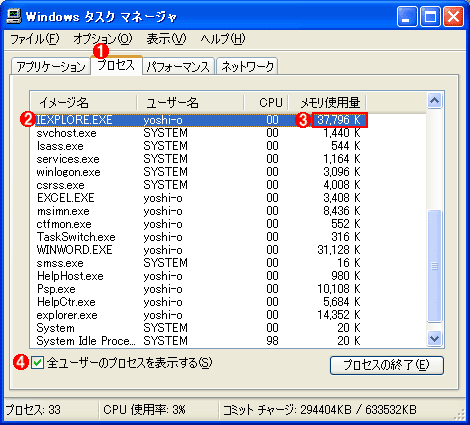 Windows タスク マネージャ
ファイル(F) オプション(O) 表示(V) ヘルプ(H)
1
アプリケーション プロセス パフォーマンス ネットワーク
イメージ名 ユーザー名 CPU メモリ使用量
2 IEXPLORE.EXE yoshi-o 00 3 37,796 K
svchost.exe SYSTEM 00 1,440 K
lsass.exe SYSTEM 00 544 K
services.exe SYSTEM 00 1,164 K
winlogon.exe SYSTEM 00 3,096 K
csrss.exe SYSTEM 00 4,008 K
EXCEL.EXE yoshi-o 00 3,408 K
msimn.exe yoshi-o 00 8,436 K
ctfmon.exe yoshi-o 00 552 K
TaskSwitch.exe yoshi-o 00 316 K
WINWORD.EXE yoshi-o 00 31,128 K
smss.exe SYSTEM 00 16 K
HelpHost.exe yoshi-o 00 980 K
Psp.exe yoshi-o 00 10,108 K
HelpCtr.exe yoshi-o 00 5,684 K
explorer.exe yoshi-o 00 14,352 K
System SYSTEM 00 20 K
System Idle Proce... SYSTEM 98 20 K
4 全ユーザーのプロセスを表示する(S) プロセスの終了(E)
プロセス: 33 CPU 使用率: 3% コミット チャージ: 294404KB / 633532KB